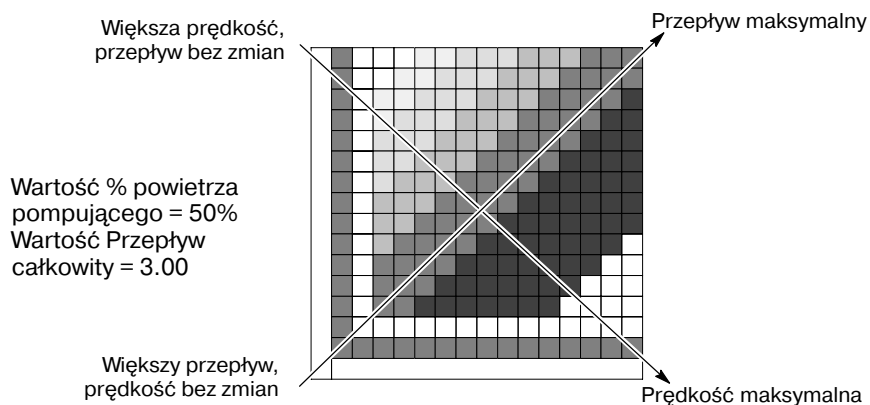 Większa prędkość,
przepływ bez zmian
Przepływ maksymalny
Wartość % powietrza
pompującego = 50%
Wartość Przepływ
całkowity = 3.00
Większy przepływ,
prędkość bez zmian
Prędkość maksymalna